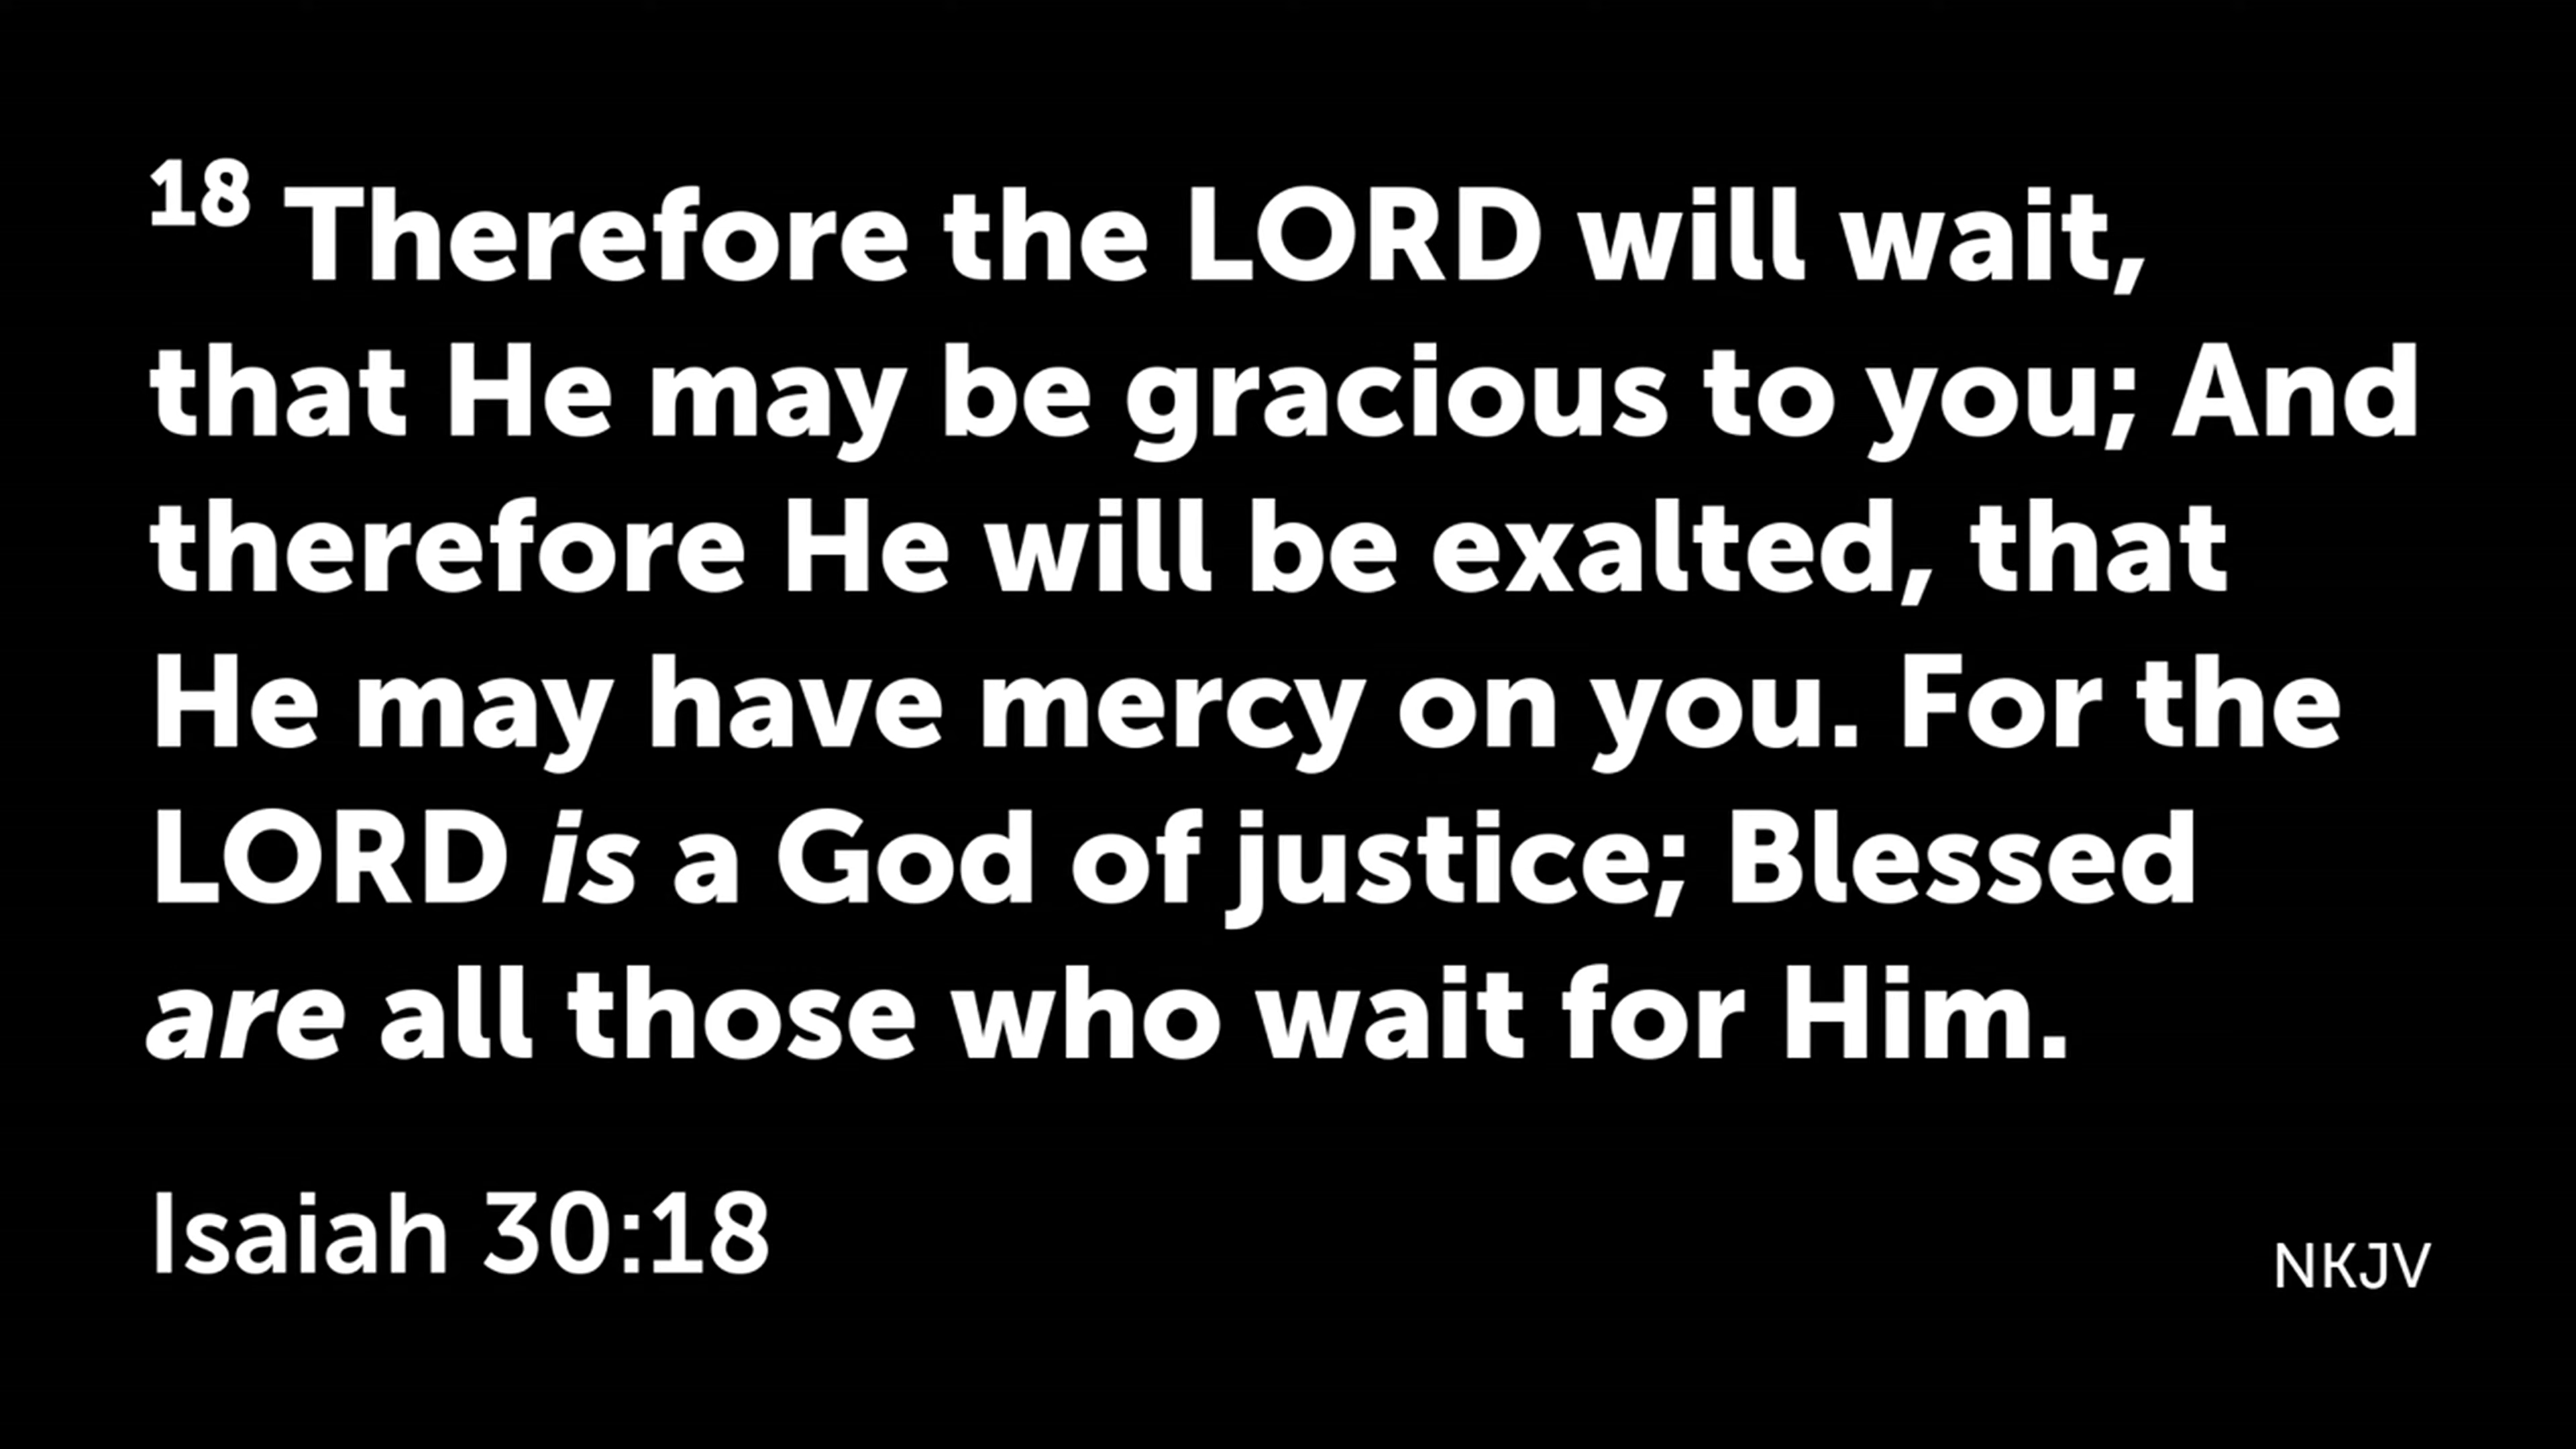 18 Therefore the LORD will wait,
that He may be gracious to you; And
therefore He will be exalted, that
He may have mercy on you. For the
LORD is a God of justice; Blessed
are all those who wait for Him.
Isaiah 30:18
NKJV